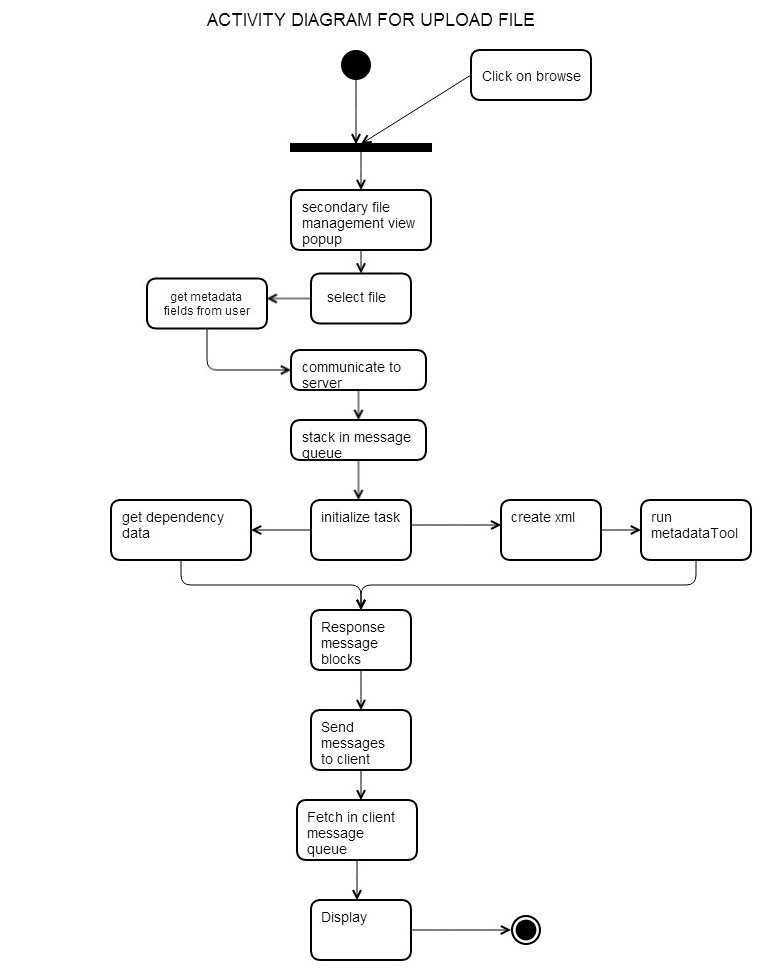 ACTIVITY DIAGRAM FOR UPLOAD FILE
Click on browse
secondary file
management view
popup
select file
get metadata
fields from user
communicate to
server
stack in message
queue
get dependency
data
initialize task
create xml
run
metadataTool
Response
message
blocks
Send
messages
to client
Fetch in client
message
queue
Display